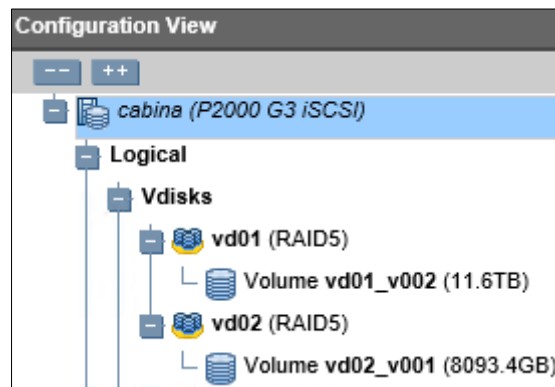 Configuration View
-- ++
cabina (P2000 G3 iSCSI)
Logical
Vdisks
vd01 (RAID5)
Volume vd01_v002 (11.6TB)
vd02 (RAID5)
Volume vd02_v001 (8093.4GB)